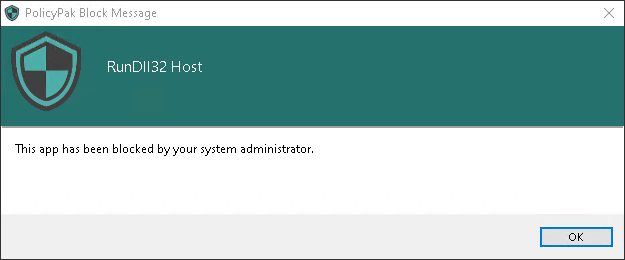 PolicyPak Block Message
RunDll32 Host
This app has been blocked by your system administrator.
OK